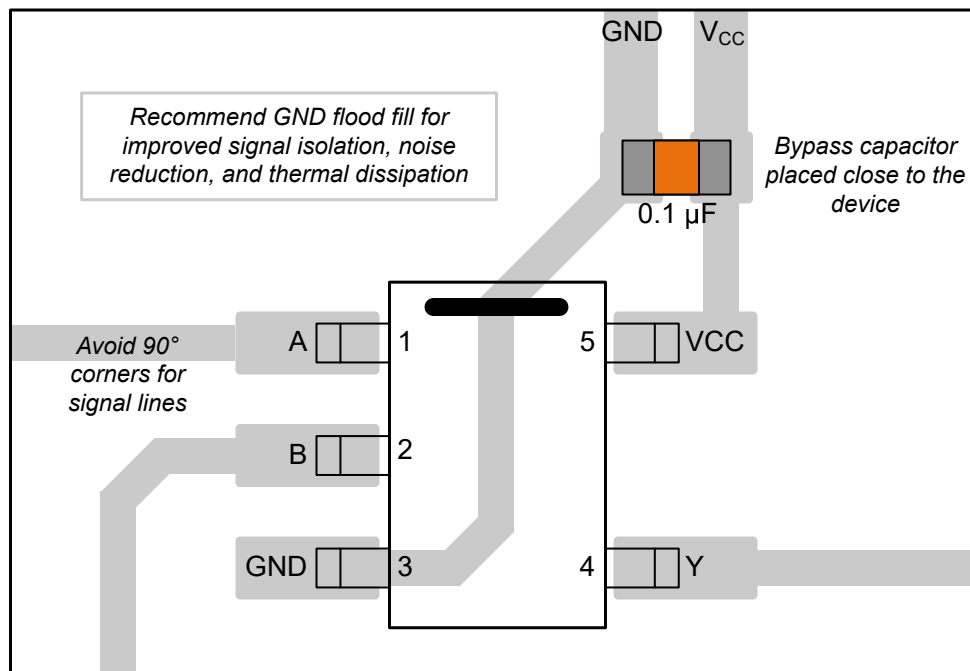 GND
VCC
Recommend GND flood fill for
improved signal isolation, noise
reduction, and thermal dissipation
Bypass capacitor
placed close to the
device
0.1 µF
A
1
5
VCC
Avoid 90°
corners for
signal lines
B
2
GND
3
4
Y